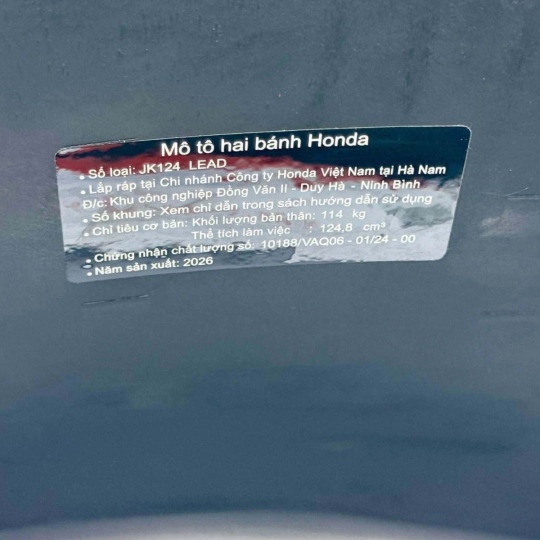 Mô tô hai bánh Honda
• Số loại: JK124 LEAD
• Lắp ráp tại Chi nhánh Công ty Honda Việt Nam tại Hà Nam
Đ/c: Khu công nghiệp Đồng Văn II - Duy Hà - Ninh Bình
• Số khung: Xem chỉ dẫn trong sách hướng dẫn sử dụng
• Chỉ tiêu cơ bản: Khối lượng bản thân: 114 kg
Thể tích làm việc : 124,8 cm³
• Chứng nhận chất lượng số: 10188/VAQ06 - 01/24 - 00
• Năm sản xuất: 2026